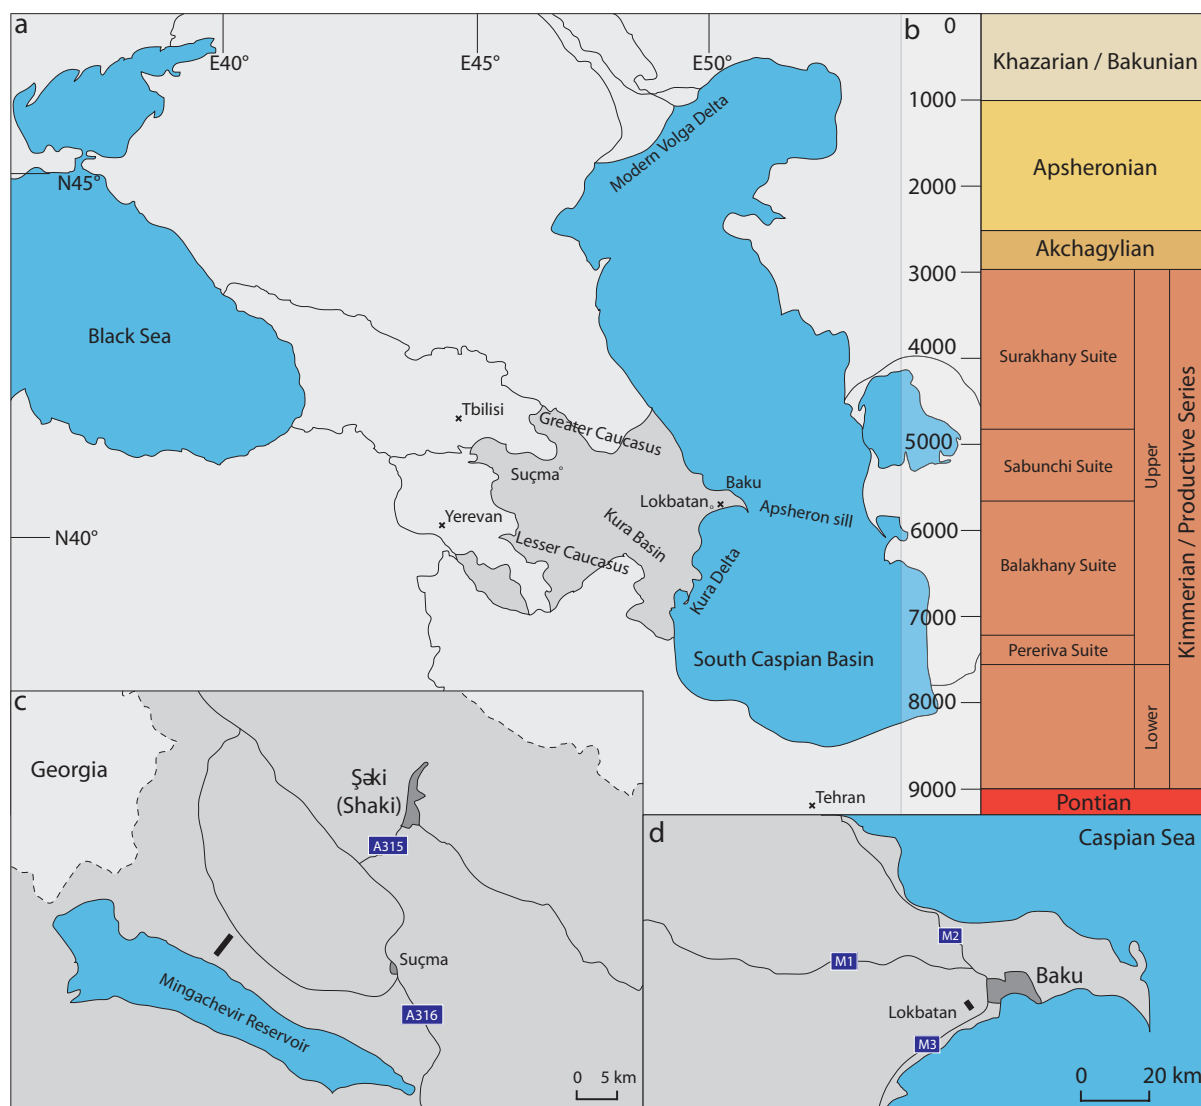 a
E40°
E45°
E50°
Modern Volga Delta
N45°
Black Sea
Tbilisi
Greater Caucasus
Suçma
Baku
Lokbatan
Apsheron sill
Yerevan
Kura Basin
N40°
Lesser Caucasus
Kura Delta
South Caspian Basin
Tehran
b
0
1000
2000
3000
4000
5000
6000
7000
8000
9000
Khazarian / Bakunian
Apsheronian
Akchagylian
Surakhany Suite
Sabunchi Suite
Balakhany Suite
Pereriva Suite
Upper
Lower
Kimmerian / Productive Series
Pontian
c
Georgia
Şəki
(Shaki)
A315
Suçma
Mingachevir Reservoir
A316
0 5 km
d
Caspian Sea
M2
M1
Baku
Lokbatan
M3
0 20 km